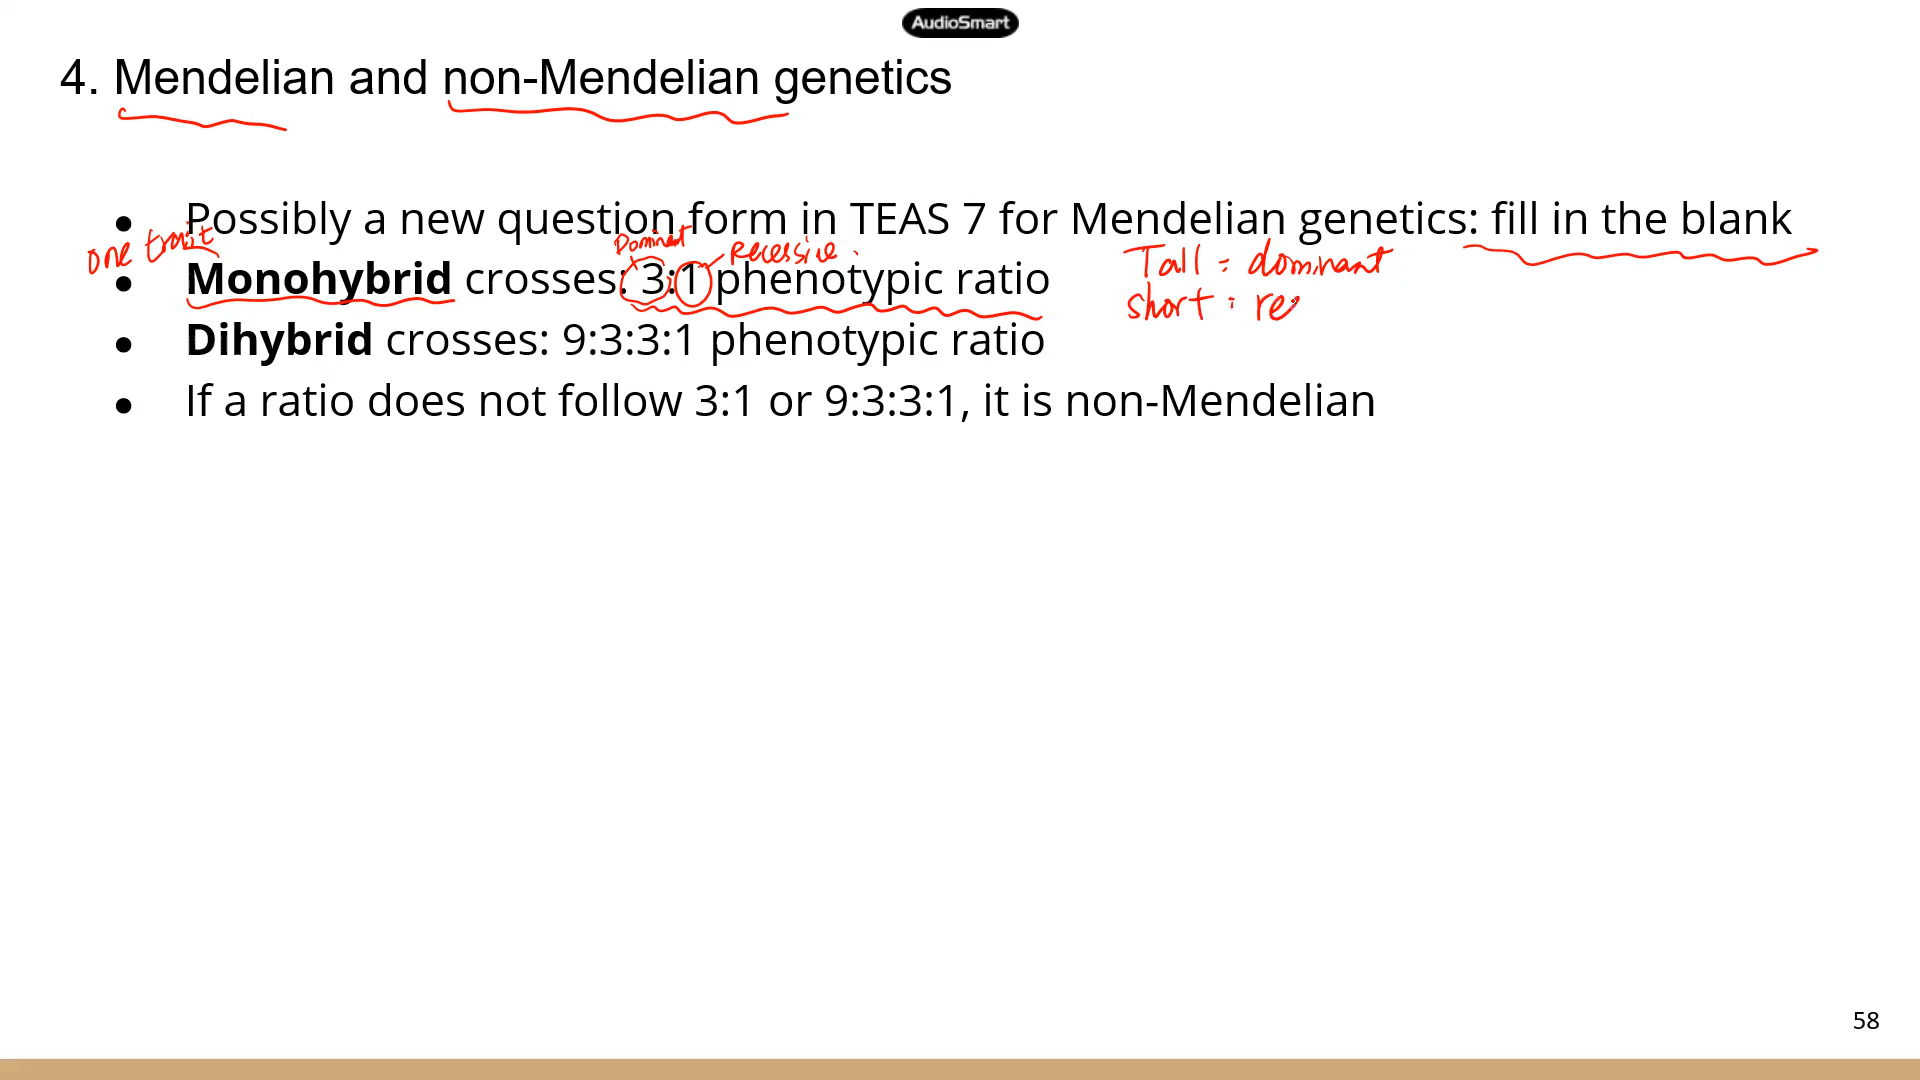 AudioSmart
4. Mendelian and non-Mendelian genetics
● Possibly a new question form in TEAS 7 for Mendelian genetics: fill in the blank
one trait
Dominant
Recessive.
Tall = dominant
● Monohybrid crosses: 3:1 phenotypic ratio
short : re
● Dihybrid crosses: 9:3:3:1 phenotypic ratio
● If a ratio does not follow 3:1 or 9:3:3:1, it is non-Mendelian
58